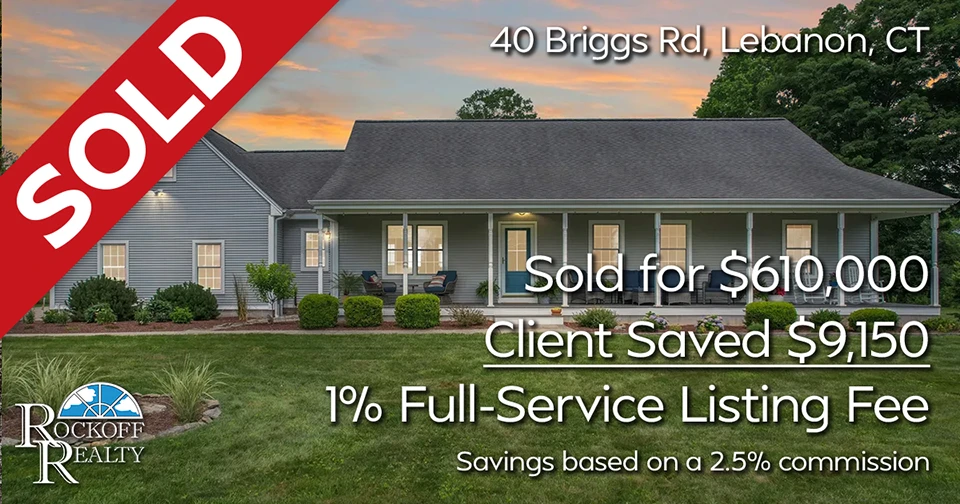 SOLD
40 Briggs Rd, Lebanon, CT
Sold for $610,000
Client Saved $9,150
1% Full-Service Listing Fee
Savings based on a 2.5% commission
Rockoff
Realty